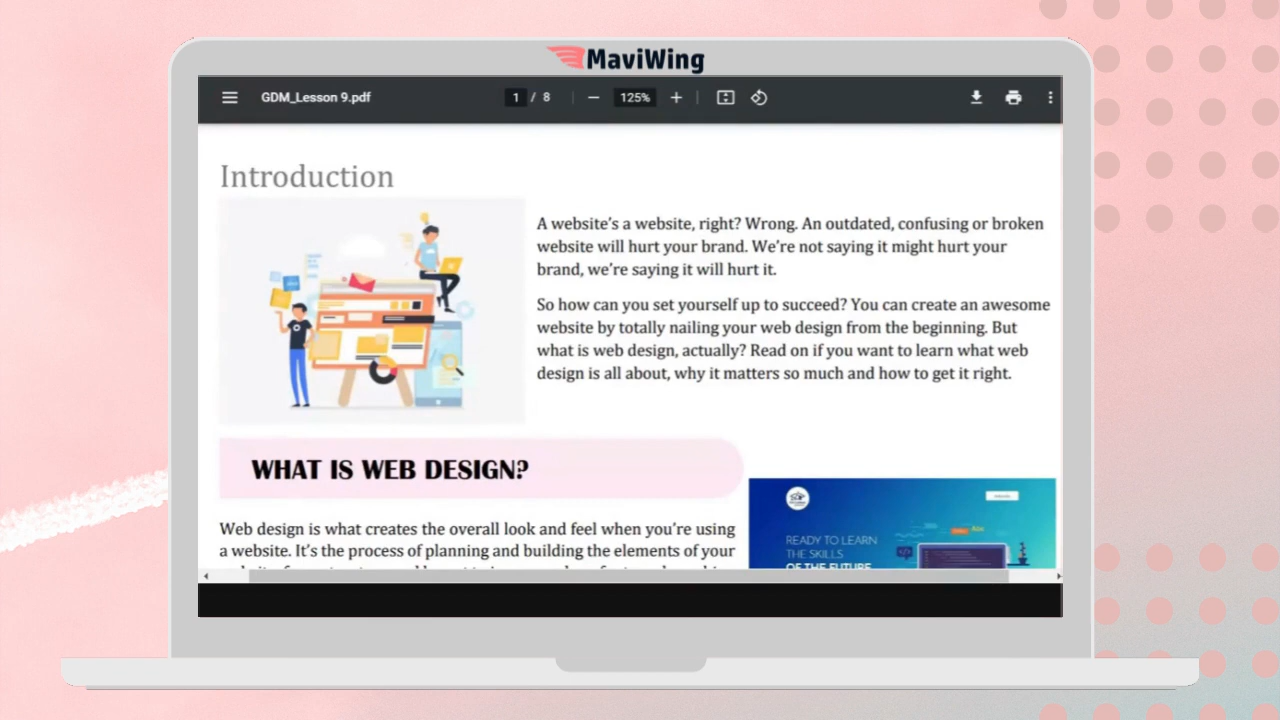 MaviWing
GDM_Lesson 9.pdf
1 / 8
125%
Introduction
A website's a website, right? Wrong. An outdated, confusing or broken
website will hurt your brand. We're not saying it might hurt your
brand, we're saying it will hurt it.
So how can you set yourself up to succeed? You can create an awesome
website by totally nailing your web design from the beginning. But
what is web design, actually? Read on if you want to learn what web
design is all about, why it matters so much and how to get it right.
WHAT IS WEB DESIGN?
Web design is what creates the overall look and feel when you're using
a website. It's the process of planning and building the elements of your
READY TO LEARN
THE SKILLS
OF THE FUTURE